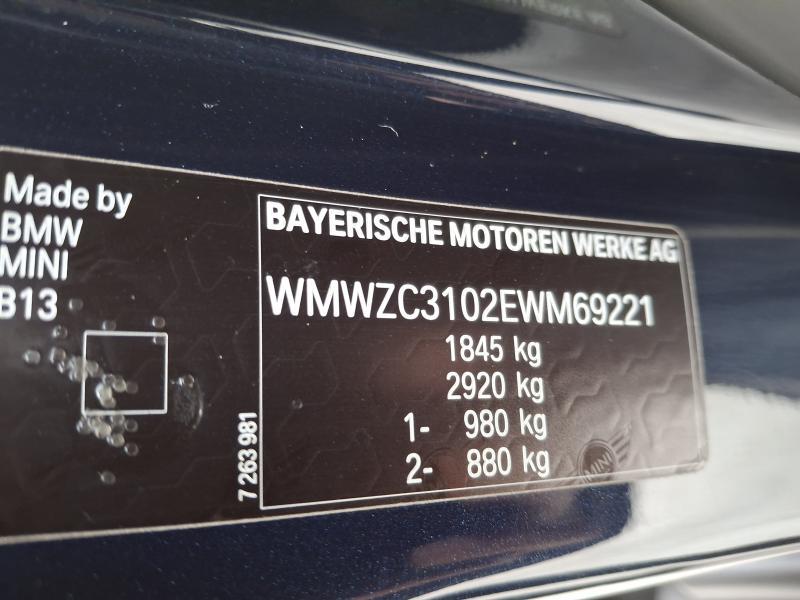 Made by
BMW
MINI
B13
7 263 981
BAYERISCHE MOTOREN WERKE AG
WMWZC3102EWM69221
1845 kg
2920 kg
1- 980 kg
2- 880 kg
MINI